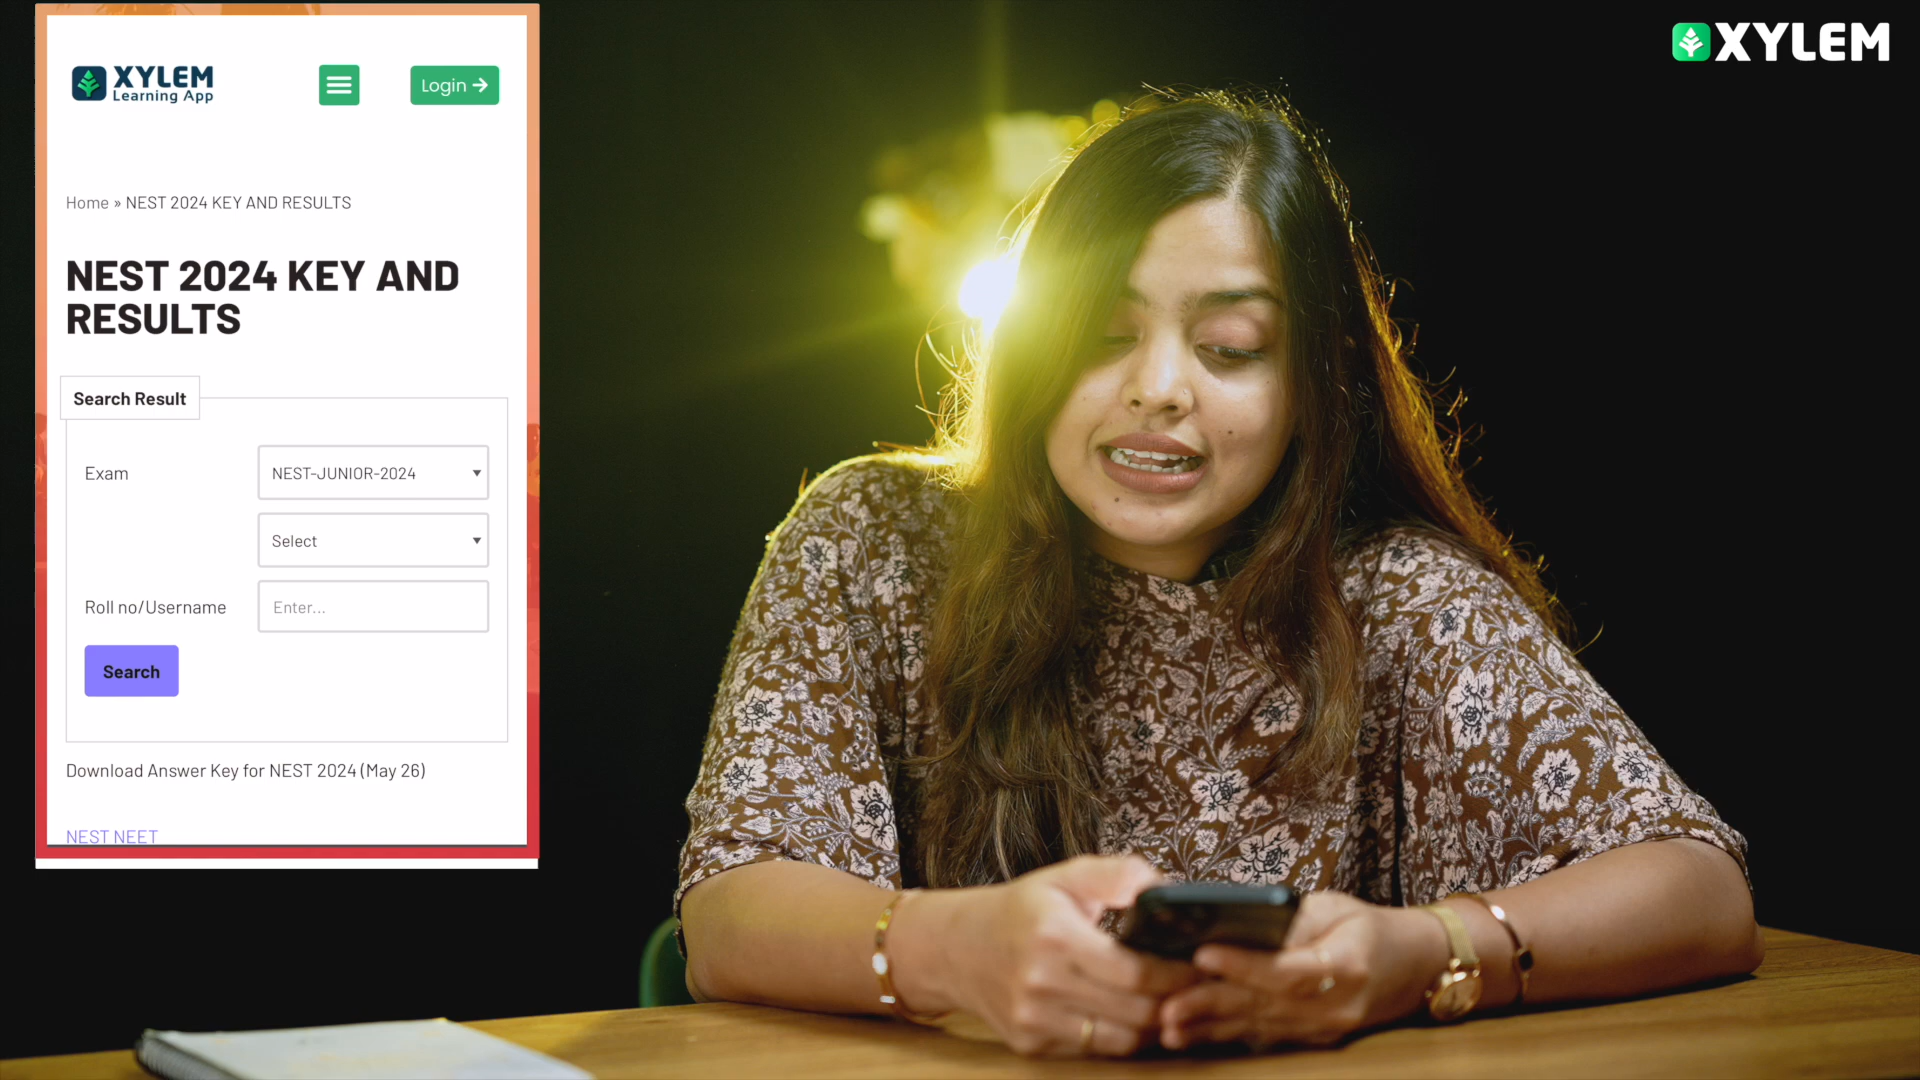 XYLEM
Learning App
Login →
Home » NEST 2024 KEY AND RESULTS
NEST 2024 KEY AND
RESULTS
Search Result
Exam
NEST-JUNIOR-2024
Select
Roll no/Username
Enter...
Search
Download Answer Key for NEST 2024 (May 26)
NEST NEET
XYLEM